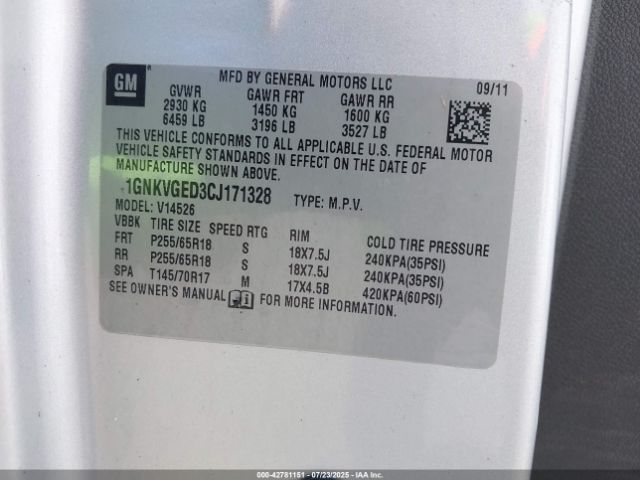 GM
MFD BY GENERAL MOTORS LLC
09/11
GVWR GAWR FRT GAWR RR
2930 KG 1450 KG 1600 KG
6459 LB 3196 LB 3527 LB
THIS VEHICLE CONFORMS TO ALL APPLICABLE U.S. FEDERAL MOTOR
VEHICLE SAFETY STANDARDS IN EFFECT ON THE DATE OF
MANUFACTURE SHOWN ABOVE.
1GNKVGED3CJ171328 TYPE: M.P.V.
MODEL: V14526
VBBK TIRE SIZE SPEED RTG RIM COLD TIRE PRESSURE
FRT P255/65R18 S 18X7.5J 240KPA(35PSI)
RR P255/65R18 S 18X7.5J 240KPA(35PSI)
SPA T145/70R17 M 17X4.5B 420KPA(60PSI)
SEE OWNER'S MANUAL FOR MORE INFORMATION.
000-42781151 - 07/23/2025 - IAAI.COM